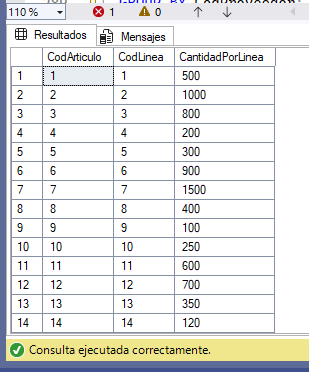 110 % 1 0
Resultados Mensajes
CodArticulo CodLinea CantidadPorLinea
1 1 1 500
2 2 2 1000
3 3 3 800
4 4 4 200
5 5 5 300
6 6 6 900
7 7 7 1500
8 8 8 400
9 9 9 100
10 10 10 250
11 11 11 600
12 12 12 700
13 13 13 350
14 14 14 120
Consulta ejecutada correctamente.